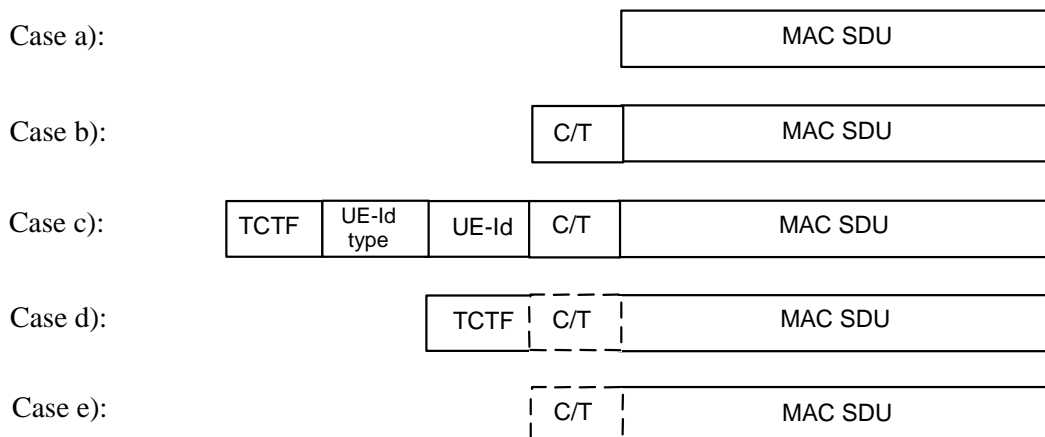 Case a): MAC SDU
Case b): C/T MAC SDU
Case c): TCTF UE-Id type UE-Id C/T MAC SDU
Case d): TCTF C/T MAC SDU
Case e): C/T MAC SDU